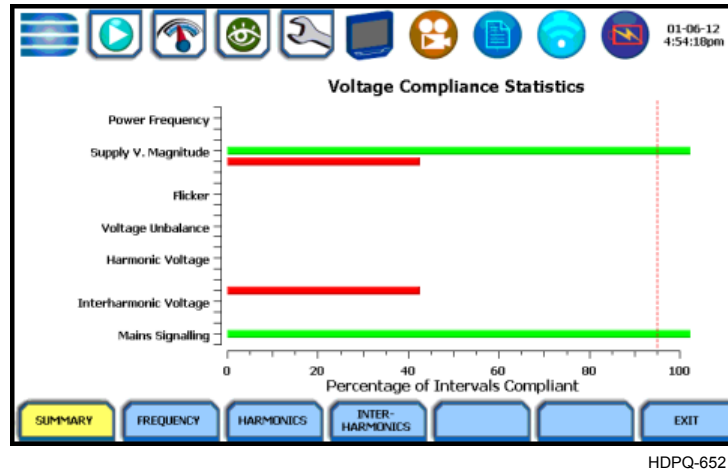 01-06-12
4:54:18pm
Voltage Compliance Statistics
Power Frequency
Supply V. Magnitude
Flicker
Voltage Unbalance
Harmonic Voltage
Interharmonic Voltage
Mains Signalling
0 20 40 60 80 100
Percentage of Intervals Compliant
SUMMARY FREQUENCY HARMONICS INTER-
HARMONICS EXIT
HDPQ-652